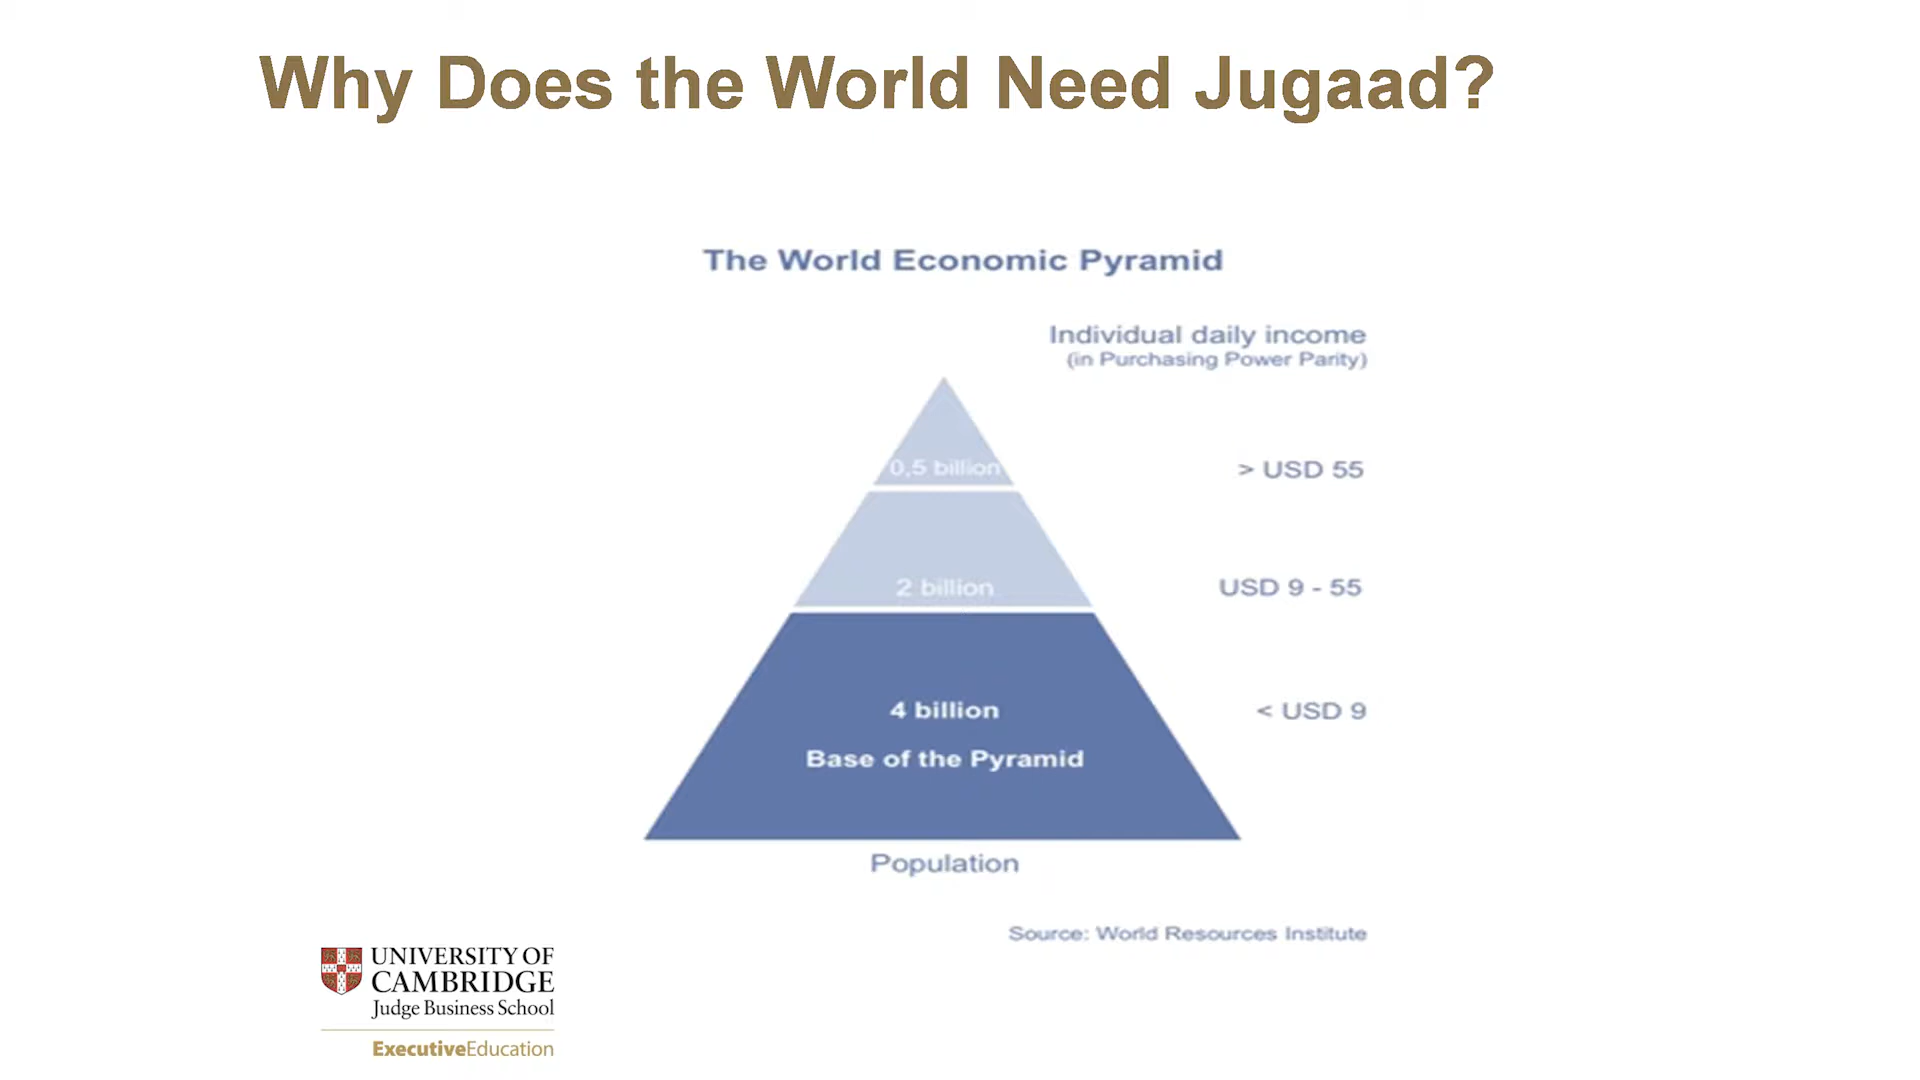 Why Does the World Need Jugaad?
The World Economic Pyramid
Individual daily income
(in Purchasing Power Parity)
0,5 billion
> USD 55
2 billion
USD 9 - 55
4 billion
< USD 9
Base of the Pyramid
Population
Source: World Resources Institute
UNIVERSITY OF
CAMBRIDGE
Judge Business School
ExecutiveEducation